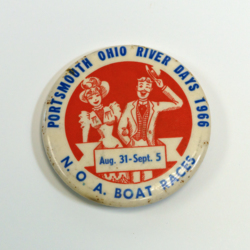 PORTSMOUTH OHIO RIVER DAYS 1966
Aug. 31-Sept. 5
N. O. A. BOAT RACES